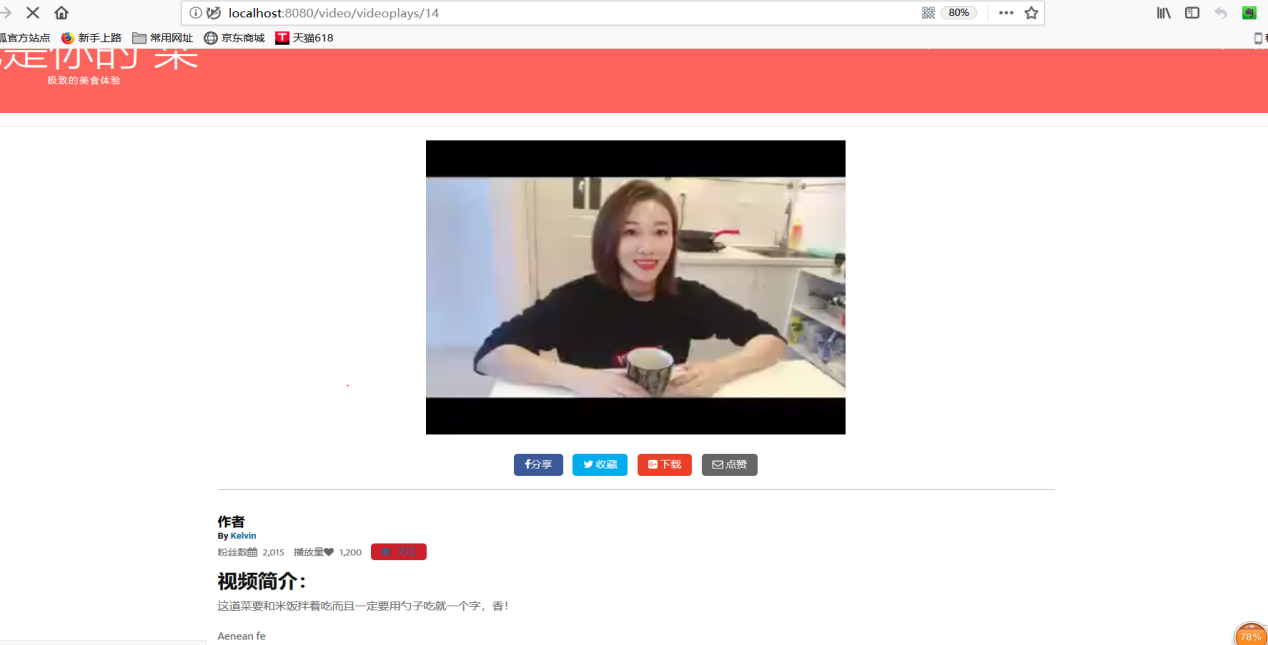 localhost:8080/video/videoplays/14 80%
官方站点 新手上路 常用网址 京东商城 天猫618
是你的 菜
极致的美食体验
分享 收藏 下载 点赞
作者
By Kelvin
粉丝数 2,015 播放量 1,200
视频简介：
这道菜要和米饭拌着吃而且一定要用勺子吃就一个字，香！
Aenean fe
78%